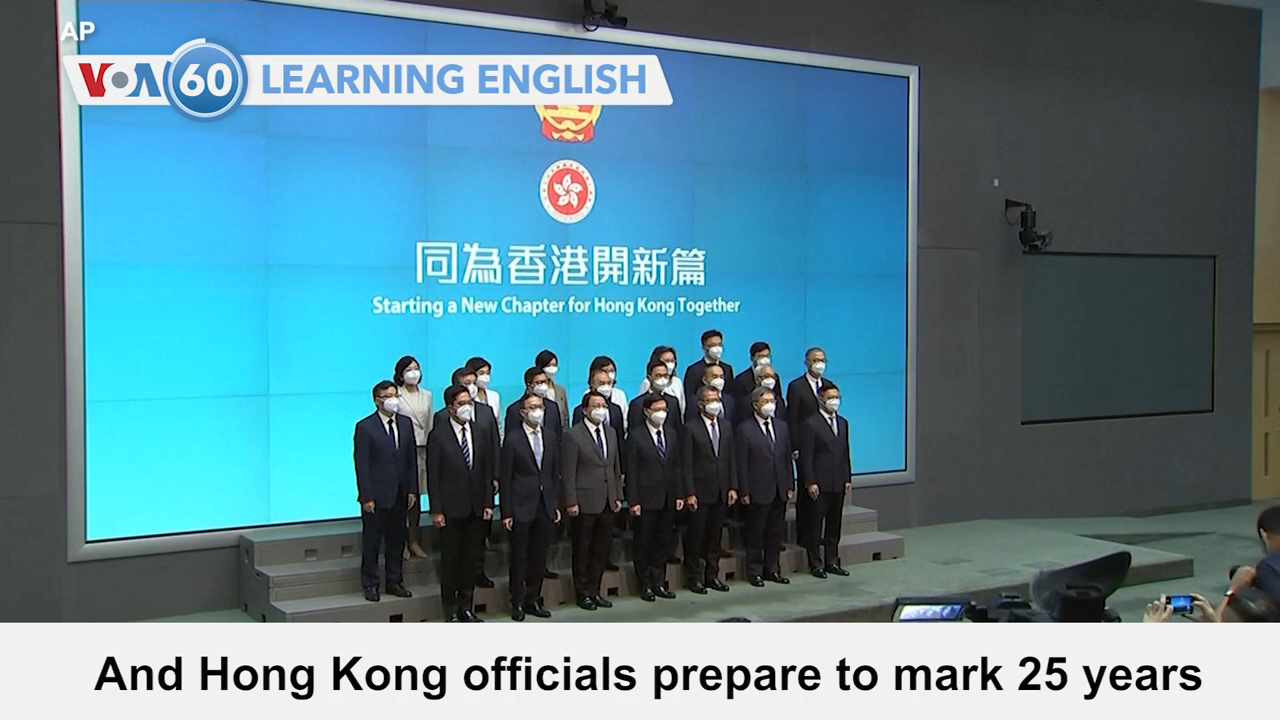 AP
VOA 60 LEARNING ENGLISH
同為香港開新篇
Starting a New Chapter for Hong Kong Together
And Hong Kong officials prepare to mark 25 years